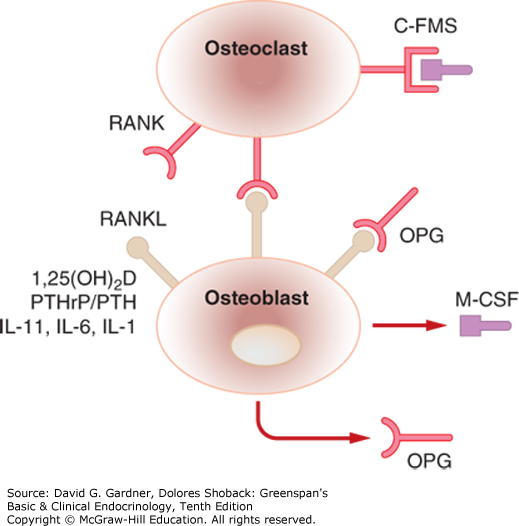 C-FMS
Osteoclast
RANK
RANKL
OPG
1,25(OH)₂D
PTHrP/PTH
IL-11, IL-6, IL-1
Osteoblast
M-CSF
OPG
Source: David G. Gardner, Dolores Shoback: Greenspan's
Basic & Clinical Endocrinology, Tenth Edition
Copyright © McGraw-Hill Education. All rights reserved.